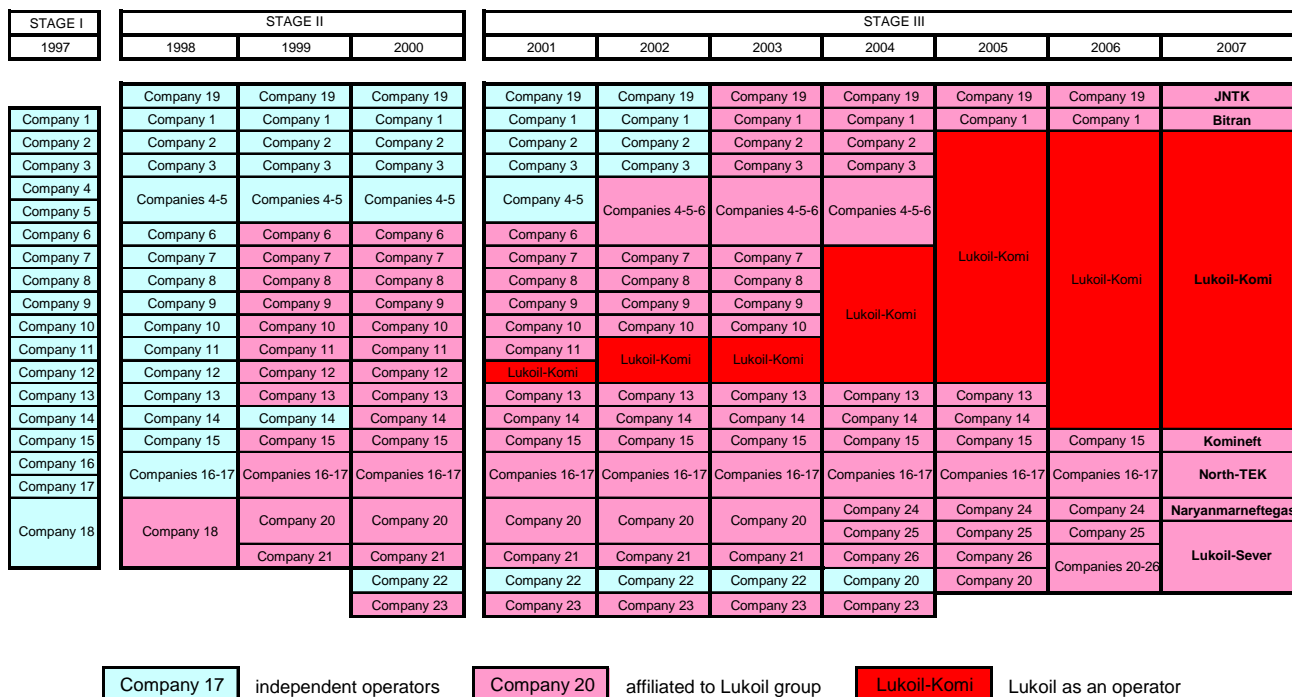 STAGE I STAGE II STAGE III
1997 1998 1999 2000 2001 2002 2003 2004 2005 2006 2007
Company 19 Company 19 Company 19 Company 19 Company 19 Company 19 Company 19 Company 19 Company 19 JNTK
Company 1 Company 1 Company 1 Company 1 Company 1 Company 1 Company 1 Company 1 Company 1 Company 1 Bitran
Company 2 Company 2 Company 2 Company 2 Company 2 Company 2 Company 2 Company 2
Company 3 Company 3 Company 3 Company 3 Company 3 Company 3 Company 3 Company 3
Company 4
Companies 4-5 Companies 4-5 Companies 4-5 Company 4-5
Company 5 Companies 4-5-6 Companies 4-5-6 Companies 4-5-6
Company 6 Company 6 Company 6 Company 6 Company 6
Company 7 Company 7 Company 7 Company 7 Company 7 Company 7 Company 7 Lukoil-Komi
Company 8 Company 8 Company 8 Company 8 Company 8 Company 8 Company 8 Lukoil-Komi Lukoil-Komi
Company 9 Company 9 Company 9 Company 9 Company 9 Company 9 Company 9
Company 10 Company 10 Company 10 Company 10 Company 10 Company 10 Company 10 Lukoil-Komi
Company 11 Company 11 Company 11 Company 11 Company 11
Lukoil-Komi Lukoil-Komi
Company 12 Company 12 Company 12 Company 12 Lukoil-Komi
Company 13 Company 13 Company 13 Company 13 Company 13 Company 13 Company 13 Company 13 Company 13
Company 14 Company 14 Company 14 Company 14 Company 14 Company 14 Company 14 Company 14 Company 14
Company 15 Company 15 Company 15 Company 15 Company 15 Company 15 Company 15 Company 15 Company 15 Company 15 Komineft
Company 16
Companies 16-17 Companies 16-17 Companies 16-17 Companies 16-17 Companies 16-17 Companies 16-17 Companies 16-17 Companies 16-17 Companies 16-17 North-TEK
Company 17
Company 24 Company 24 Company 24 Naryanmarneftegas
Company 18 Company 18 Company 20 Company 20 Company 20 Company 20 Company 20
Company 25 Company 25 Company 25
Company 21 Company 21 Company 21 Company 21 Company 21 Company 26 Company 26 Companies 20-26 Lukoil-Sever
Company 22 Company 22 Company 22 Company 22 Company 20 Company 20
Company 23 Company 23 Company 23 Company 23 Company 23
Company 17 independent operators Company 20 affiliated to Lukoil group Lukoil-Komi Lukoil as an operator